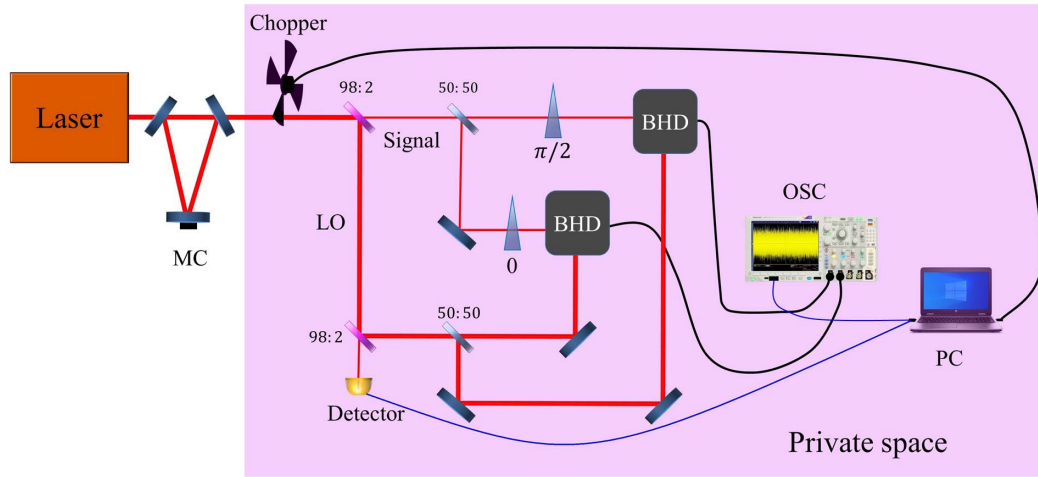 Chopper
98:2
50:50
Laser
Signal
π/2
BHD
OSC
LO
BHD
MC
0
50:50
98:2
PC
Detector
Private space